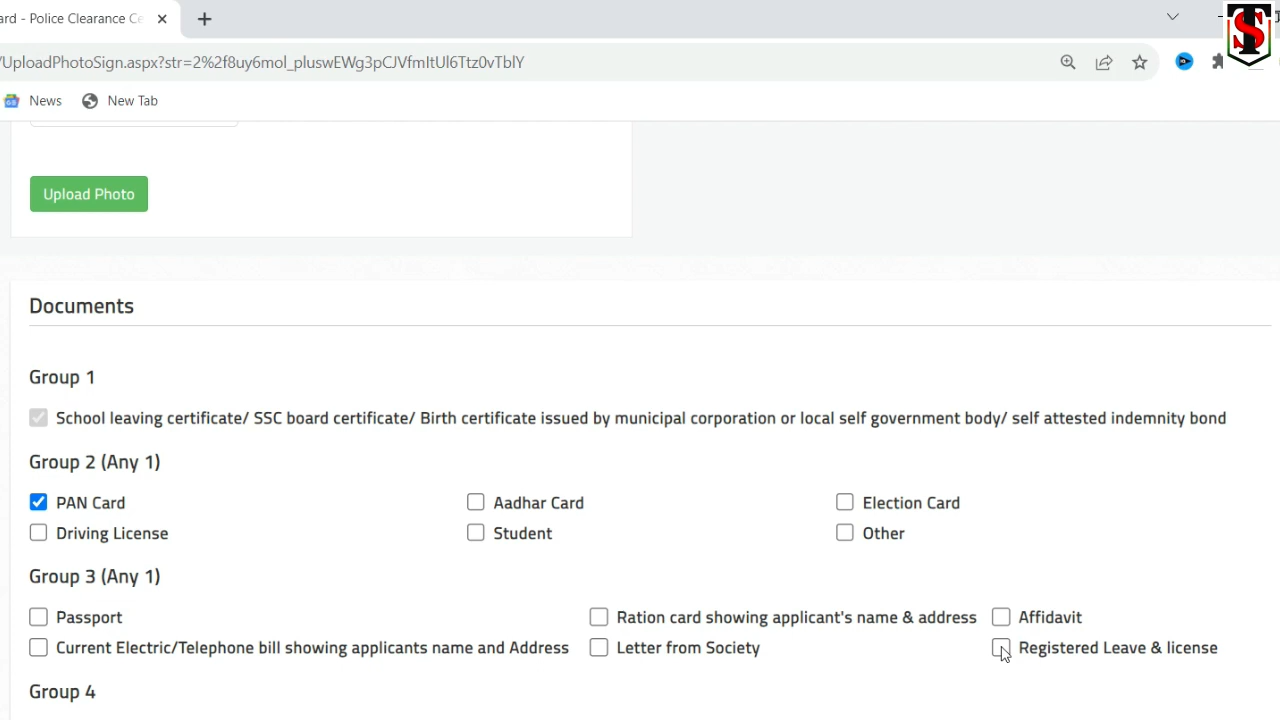 ard - Police Clearance Ce
/UploadPhotoSign.aspx?str=2%2f8uy6mol_pluswEWg3pCJVfmItUl6Ttz0vTblY
News New Tab
Upload Photo
Documents
Group 1
School leaving certificate/ SSC board certificate/ Birth certificate issued by municipal corporation or local self government body/ self attested indemnity bond
Group 2 (Any 1)
PAN Card Aadhar Card Election Card
Driving License Student Other
Group 3 (Any 1)
Passport Ration card showing applicant's name & address Affidavit
Current Electric/Telephone bill showing applicants name and Address Letter from Society Registered Leave & license
Group 4